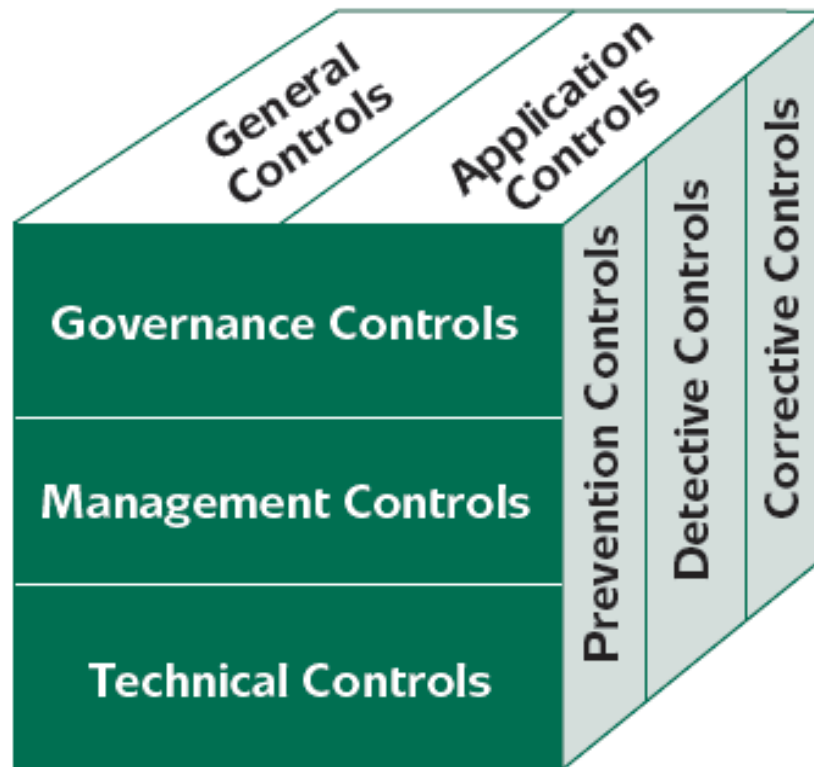 General
Controls
Application
Controls
Governance Controls
Management Controls
Technical Controls
Prevention Controls
Detective Controls
Corrective Controls